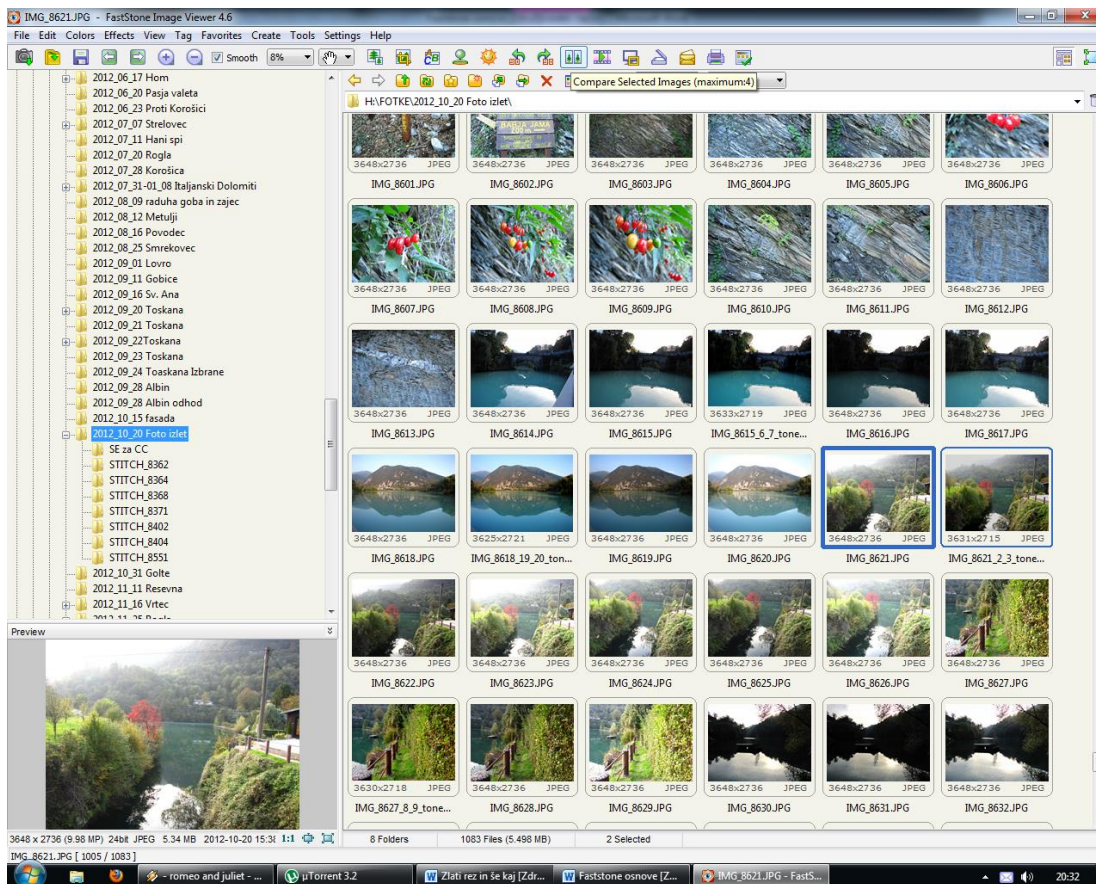 IMG_8621.JPG - FastStone Image Viewer 4.6
File Edit Colors Effects View Tag Favorites Create Tools Settings Help
Smooth 8%
Compare Selected Images (maximum:4)
H:\FOTKE\2012_10_20 Foto izlet\
2012_06_17 Hom
2012_06_20 Pasja valeta
2012_06_23 Proti Korošici
2012_07_07 Strelovec
2012_07_11 Hani spi
2012_07_20 Rogla
2012_07_28 Korošica
2012_07_31-01_08 Italjanski Dolomiti
2012_08_09 raduha goba in zajec
2012_08_12 Metulji
2012_08_16 Povodec
2012_08_25 Smrekovec
2012_09_01 Lovro
2012_09_11 Gobice
2012_09_16 Sv. Ana
2012_09_20 Toskana
2012_09_21 Toskana
2012_09_22Toskana
2012_09_23 Toskana
2012_09_24 Toaskana Izbrane
2012_09_28 Albin
2012_09_28 Albin odhod
2012_10_15 fasada
2012_10_20 Foto izlet
SE za CC
STITCH_8362
STITCH_8364
STITCH_8368
STITCH_8371
STITCH_8402
STITCH_8404
STITCH_8551
2012_10_31 Golte
2012_11_11 Resevna
2012_11_16 Vrtec
Preview
3648 x 2736 (9.98 MP) 24bit JPEG 5.34 MB 2012-10-20 15:38 1:1
3648x2736 JPEG 3648x2736 JPEG 3648x2736 JPEG 3648x2736 JPEG 3648x2736 JPEG 3648x2736 JPEG
IMG_8601.JPG IMG_8602.JPG IMG_8603.JPG IMG_8604.JPG IMG_8605.JPG IMG_8606.JPG
3648x2736 JPEG 3648x2736 JPEG 3648x2736 JPEG 3648x2736 JPEG 3648x2736 JPEG 3648x2736 JPEG
IMG_8607.JPG IMG_8608.JPG IMG_8609.JPG IMG_8610.JPG IMG_8611.JPG IMG_8612.JPG
3648x2736 JPEG 3648x2736 JPEG 3648x2736 JPEG 3633x2719 JPEG 3648x2736 JPEG 3648x2736 JPEG
IMG_8613.JPG IMG_8614.JPG IMG_8615.JPG IMG_8615_6_7_tone... IMG_8616.JPG IMG_8617.JPG
3648x2736 JPEG 3625x2721 JPEG 3648x2736 JPEG 3648x2736 JPEG 3648x2736 JPEG 3631x2715 JPEG
IMG_8618.JPG IMG_8618_19_20_ton... IMG_8619.JPG IMG_8620.JPG IMG_8621.JPG IMG_8621_2_3_tone...
3648x2736 JPEG 3648x2736 JPEG 3648x2736 JPEG 3648x2736 JPEG 3648x2736 JPEG 3648x2736 JPEG
IMG_8622.JPG IMG_8623.JPG IMG_8624.JPG IMG_8625.JPG IMG_8626.JPG IMG_8627.JPG
3630x2718 JPEG 3648x2736 JPEG 3648x2736 JPEG 3648x2736 JPEG 3648x2736 JPEG 3648x2736 JPEG
IMG_8627_8_9_tone... IMG_8628.JPG IMG_8629.JPG IMG_8630.JPG IMG_8631.JPG IMG_8632.JPG
8 Folders 1083 Files (5.498 MB) 2 Selected
IMG_8621.JPG [ 1005 / 1083 ]
- romeo and juliet - ... µTorrent 3.2 Zlati rez in še kaj [Zdr... Faststone osnove [Z... IMG_8621.JPG - FastS... 20:32